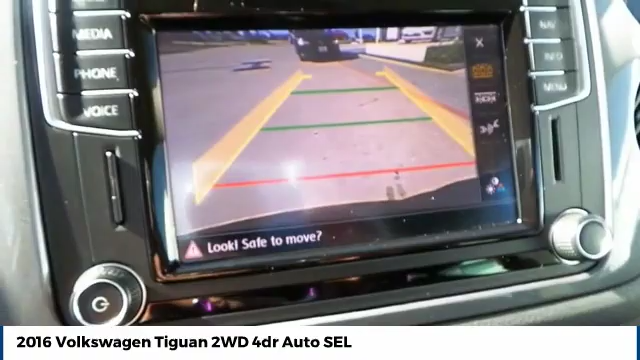 MEDIA
PHONE
VOICE
NAV
INFO
MENU
Look! Safe to move?
2016 Volkswagen Tiguan 2WD 4dr Auto SEL